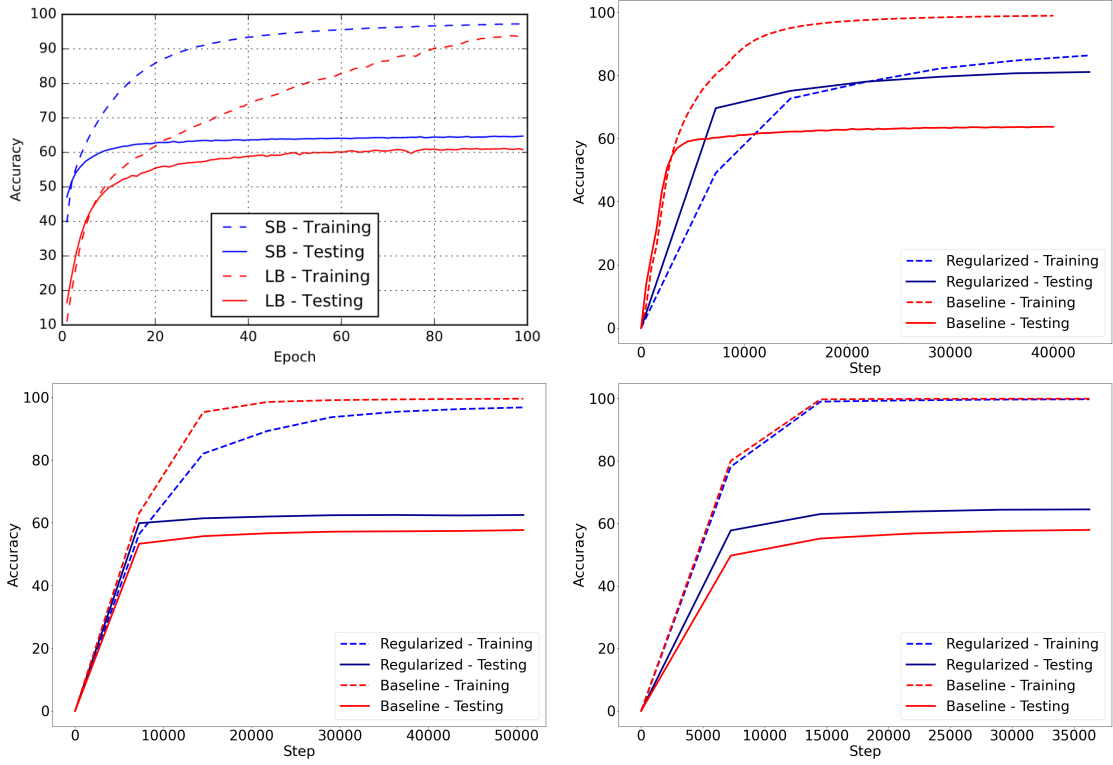 100
90
80
70
60
50
40
30
20
10
Accuracy
0 20 40 60 80 100
Epoch
SB - Training
SB - Testing
LB - Training
LB - Testing
100
80
60
40
20
0
Accuracy
0 10000 20000 30000 40000
Step
Regularized - Training
Regularized - Testing
Baseline - Training
Baseline - Testing
100
80
60
40
20
0
Accuracy
0 10000 20000 30000 40000 50000
Step
Regularized - Training
Regularized - Testing
Baseline - Training
Baseline - Testing
100
80
60
40
20
0
Accuracy
0 5000 10000 15000 20000 25000 30000 35000
Step
Regularized - Training
Regularized - Testing
Baseline - Training
Baseline - Testing